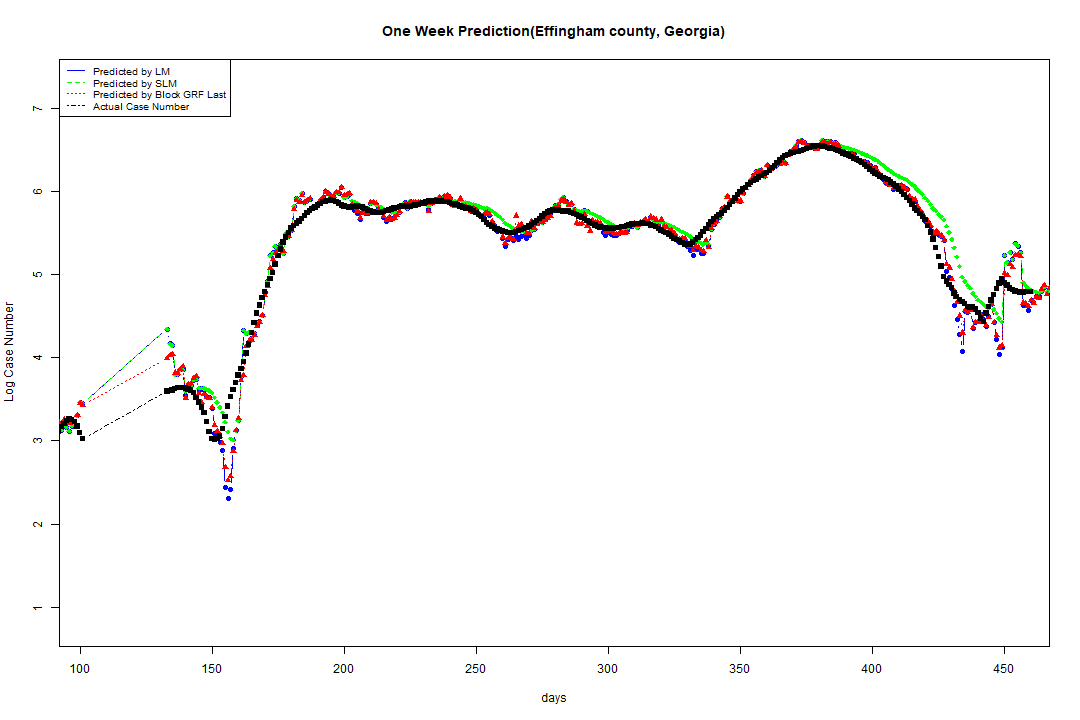 One Week Prediction(Effingham county, Georgia)
Predicted by LM
Predicted by SLM
Predicted by Block GRF Last
Actual Case Number
7
6
5
4
3
2
1
Log Case Number
100 150 200 250 300 350 400 450
days